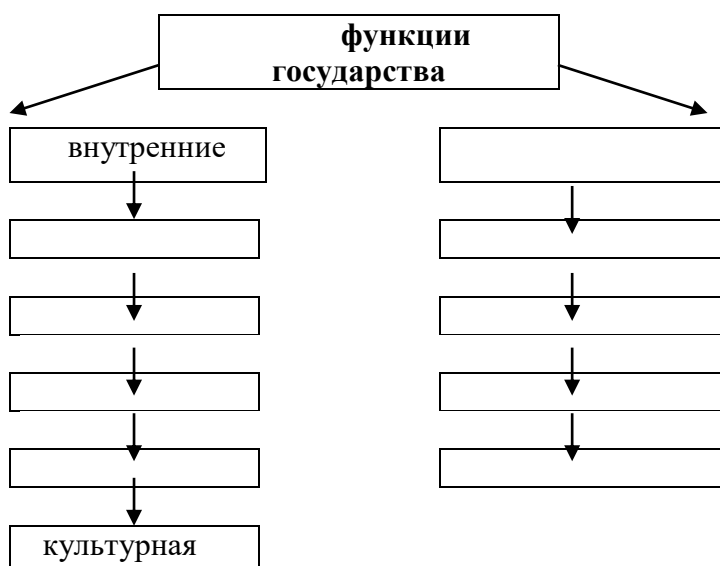 функции
государства
внутренние
культурная